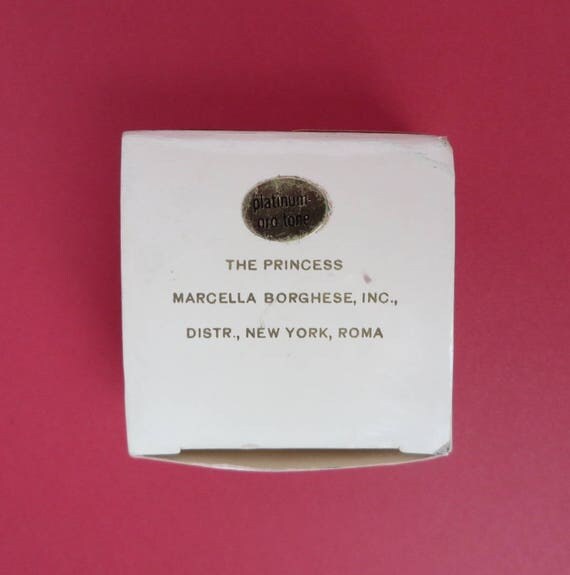 platinum-
oro tone
THE PRINCESS
MARCELLA BORGHESE, INC.,
DISTR., NEW YORK, ROMA